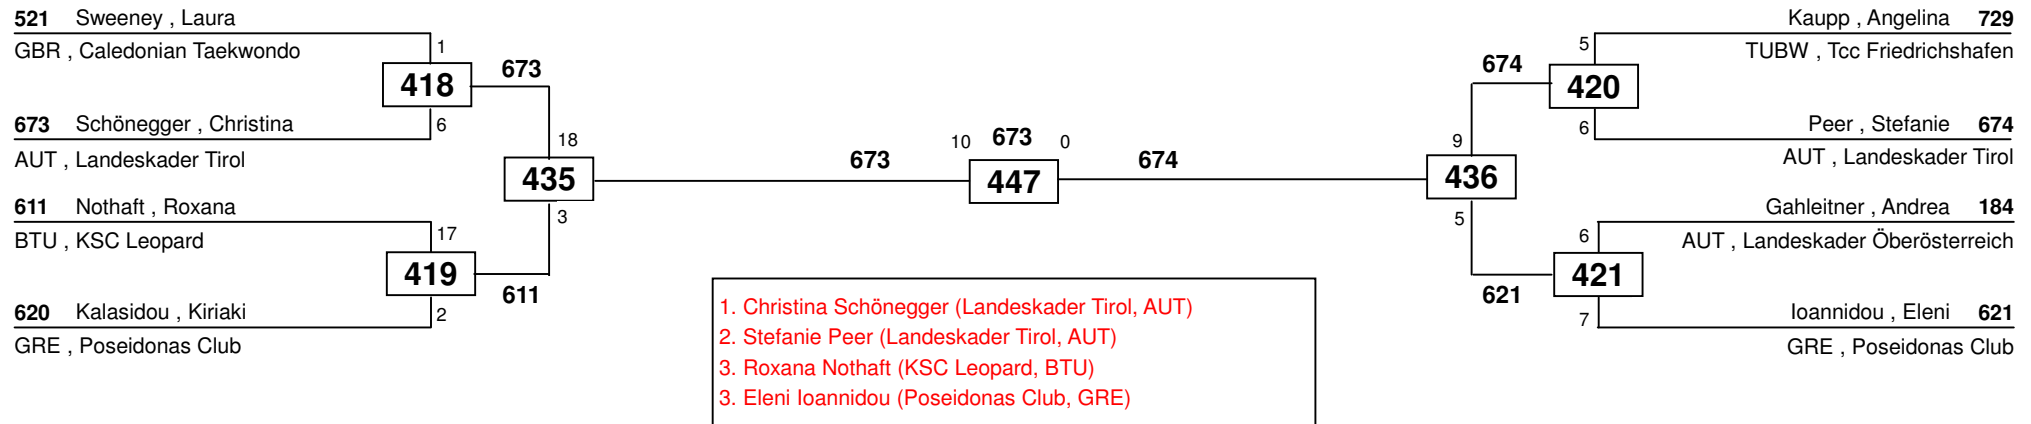 521 Sweeney , Laura
GBR , Caledonian Taekwondo
1
418
673
6
673 Schönegger , Christina
AUT , Landeskader Tirol
18
435
3
611 Nothaft , Roxana
BTU , KSC Leopard
17
419
611
2
620 Kalasidou , Kiriaki
GRE , Poseidonas Club
673
10 673 0
447
674
Kaupp , Angelina 729
TUBW , Tcc Friedrichshafen
5
674
420
6
Peer , Stefanie 674
AUT , Landeskader Tirol
9
436
5
Gahleitner , Andrea 184
AUT , Landeskader Öberösterreich
6
421
621
7
Ioannidou , Eleni 621
GRE , Poseidonas Club
1. Christina Schönegger (Landeskader Tirol, AUT)
2. Stefanie Peer (Landeskader Tirol, AUT)
3. Roxana Nothaft (KSC Leopard, BTU)
3. Eleni Ioannidou (Poseidonas Club, GRE)